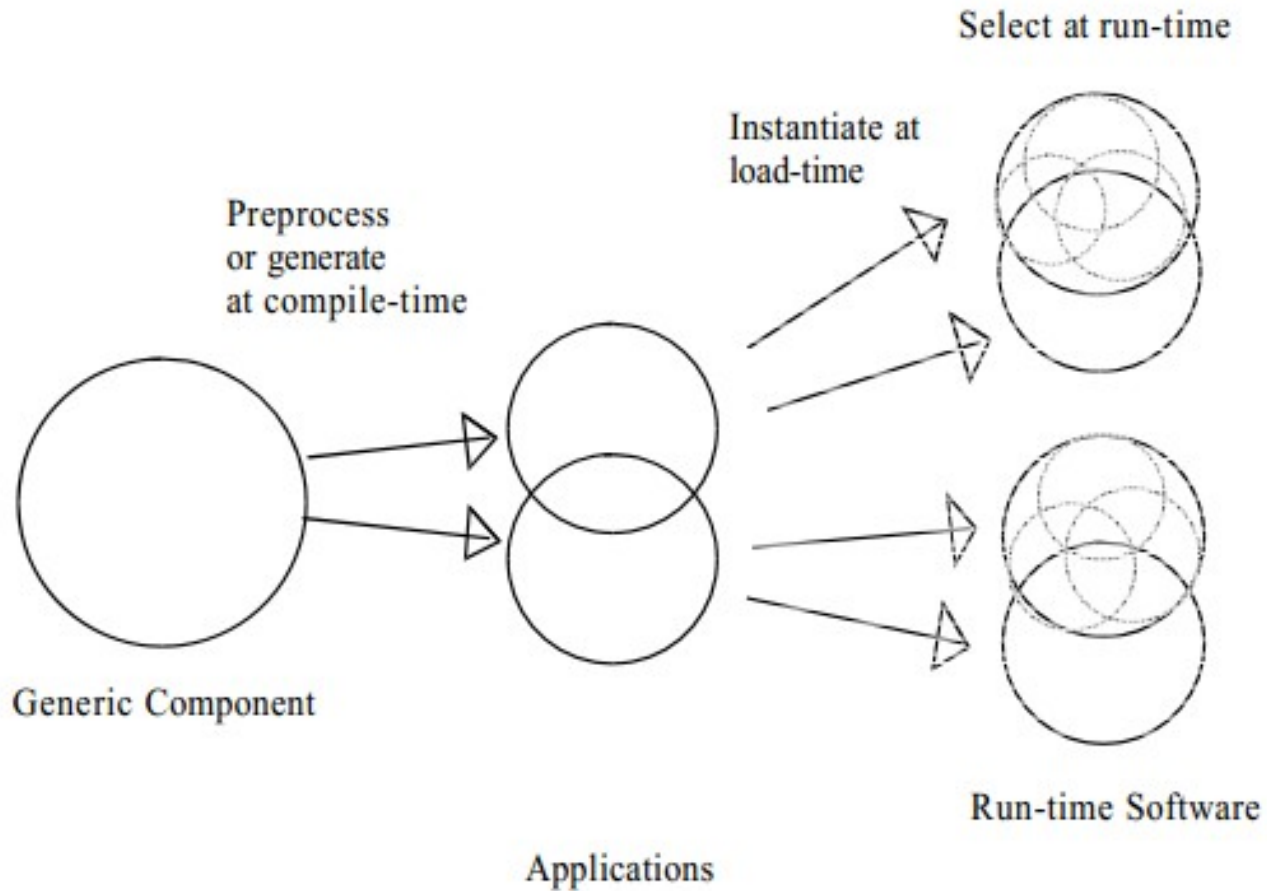 Select at run-time
Instantiate at
load-time
Preprocess
or generate
at compile-time
Generic Component
Run-time Software
Applications